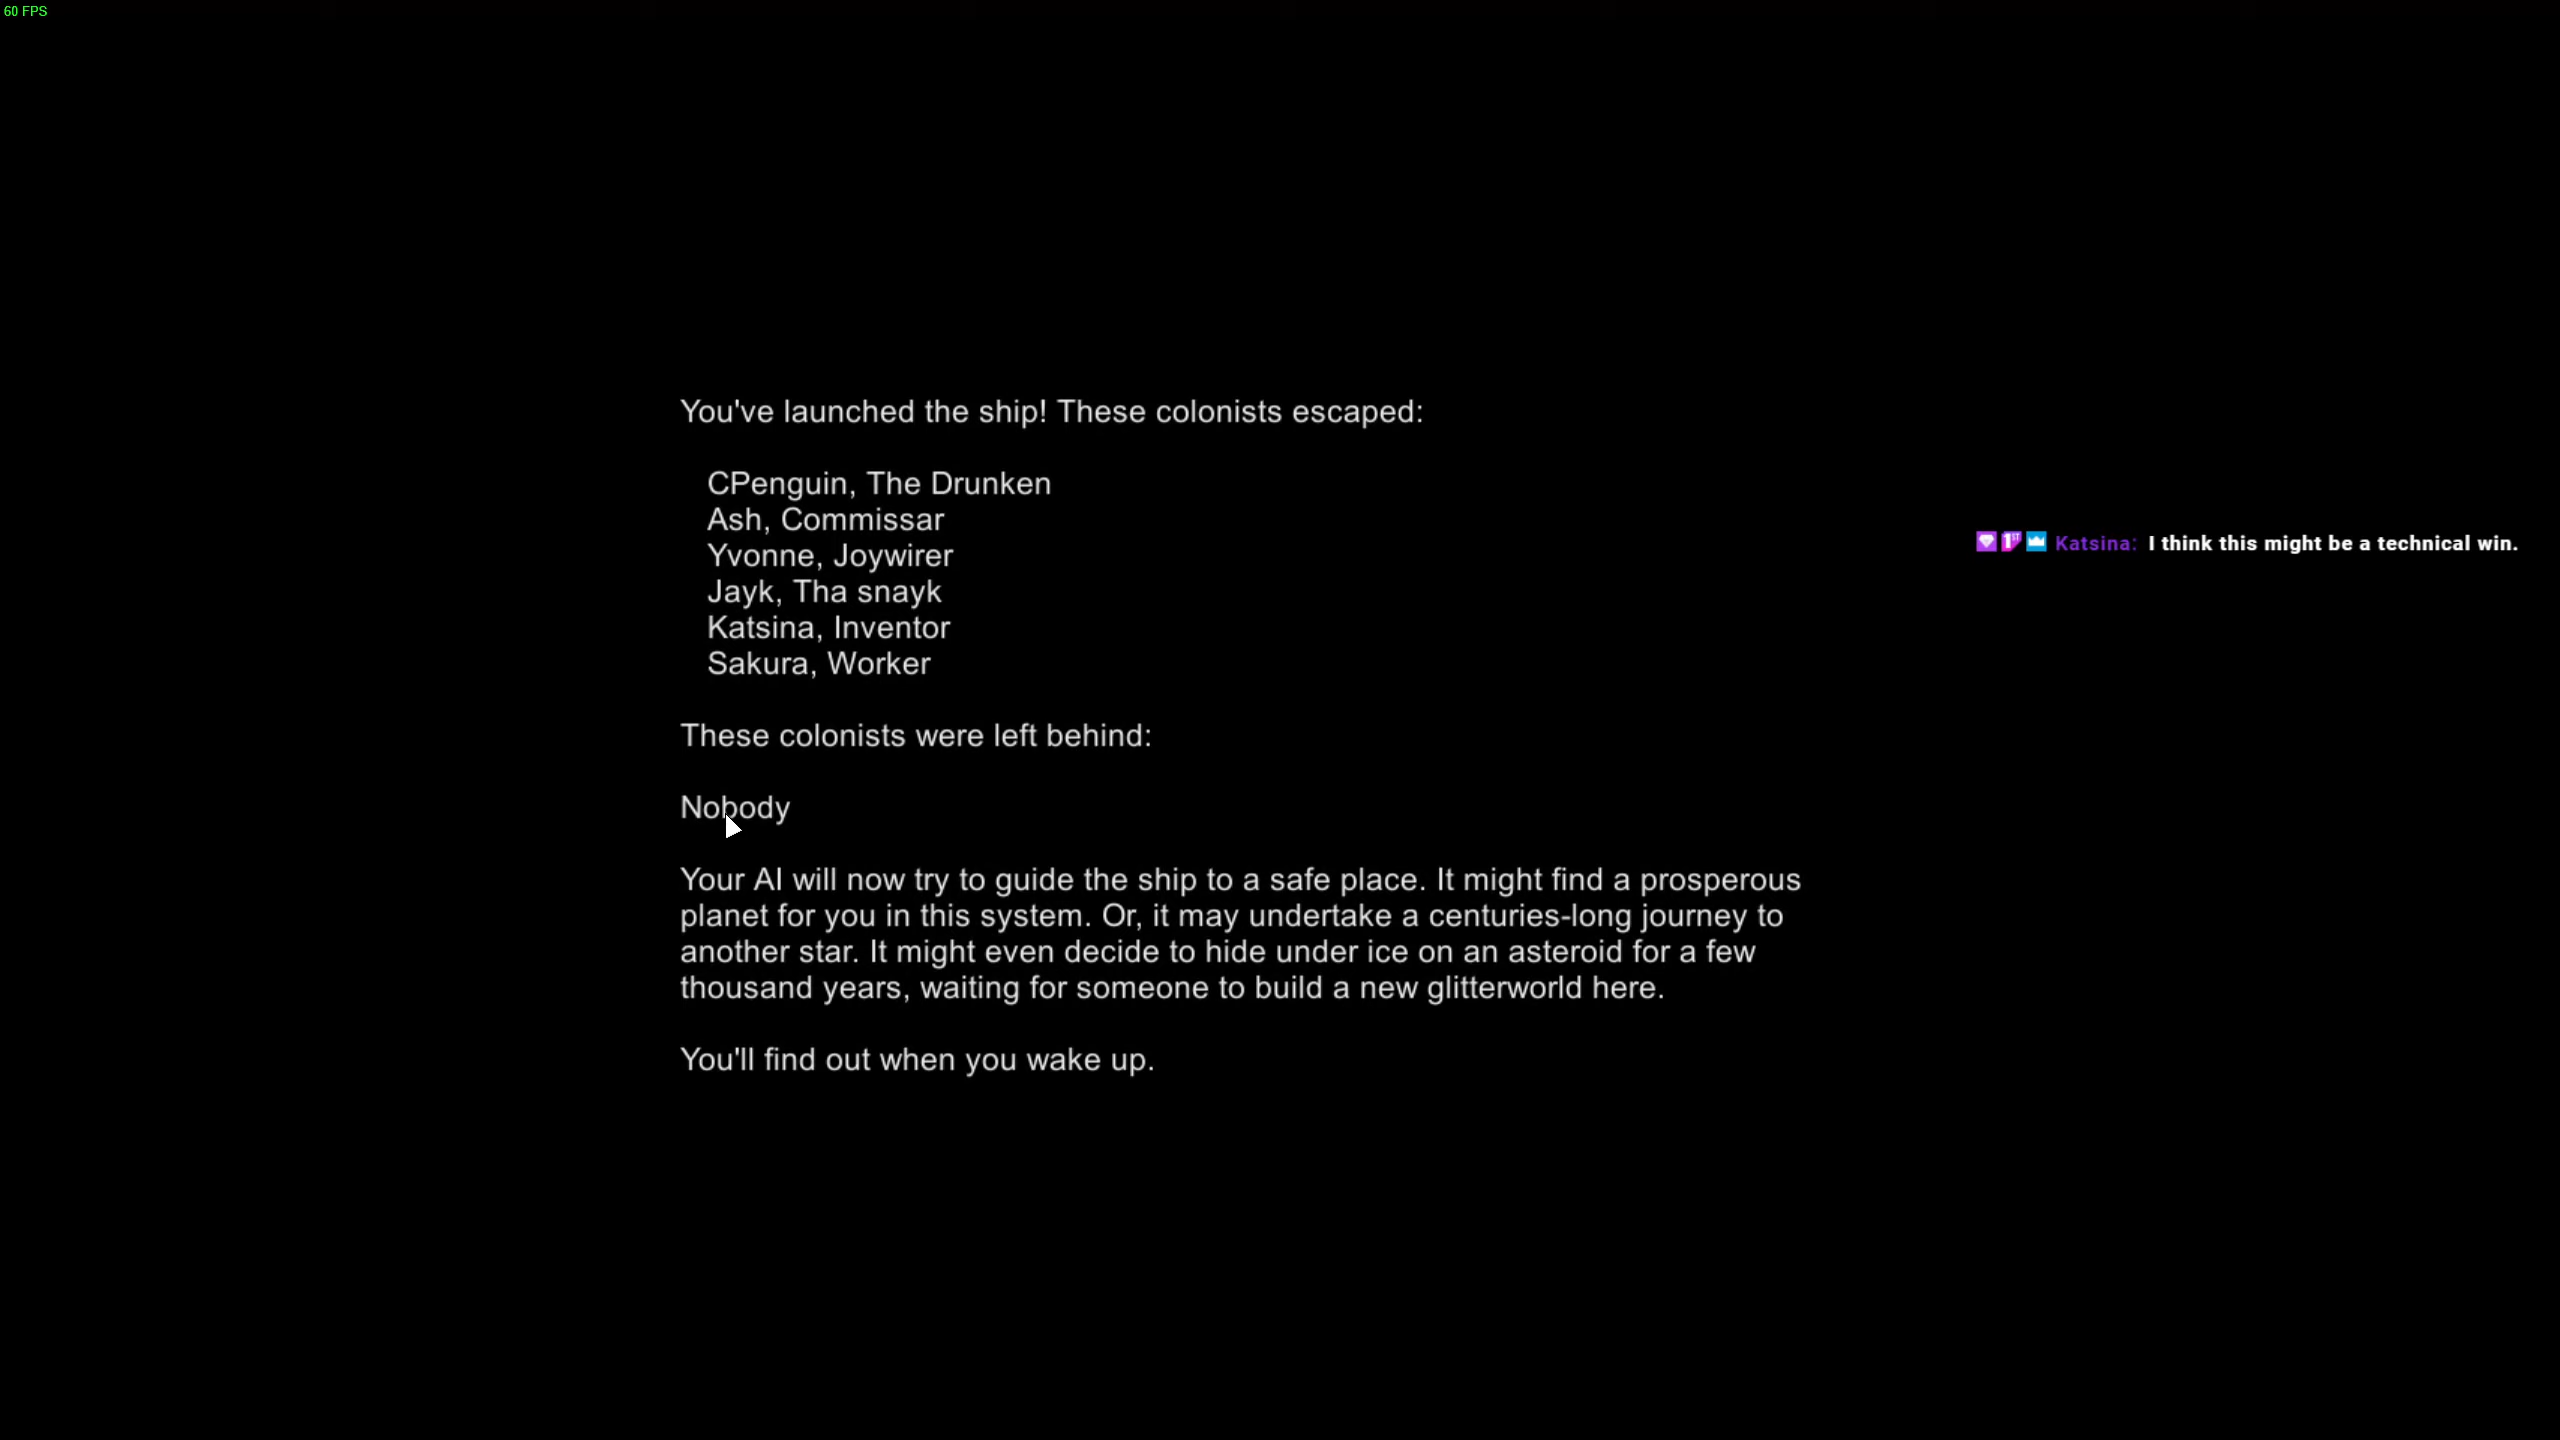 60 FPS
You've launched the ship! These colonists escaped:
CPenguin, The Drunken
Ash, Commissar
Yvonne, Joywirer
Jayk, Tha snayk
Katsina, Inventor
Sakura, Worker
These colonists were left behind:
Nobody
Your AI will now try to guide the ship to a safe place. It might find a prosperous
planet for you in this system. Or, it may undertake a centuries-long journey to
another star. It might even decide to hide under ice on an asteroid for a few
thousand years, waiting for someone to build a new glitterworld here.
You'll find out when you wake up.
1ST Katsina: I think this might be a technical win.